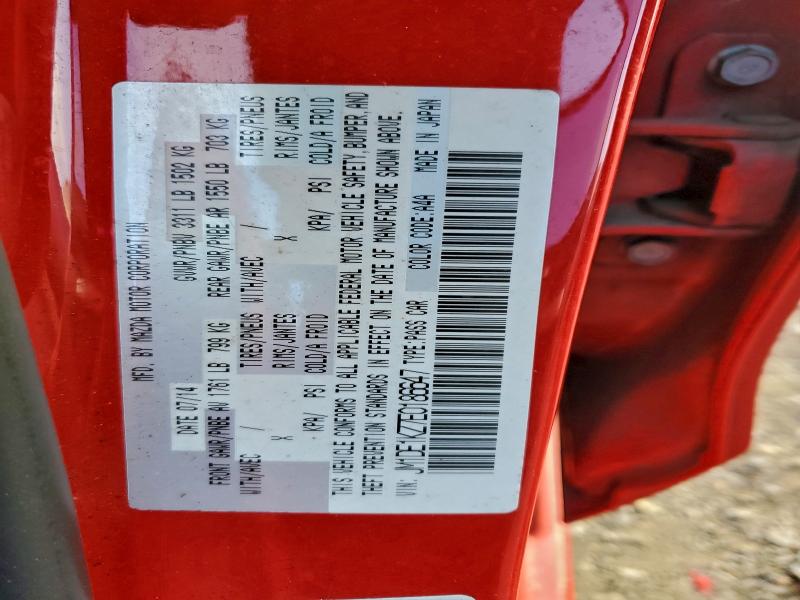 MFD. BY MAZDA MOTOR CORPORATION
DATE 07/14 GVWR/PNBV 3311 LB 1502 KG
FRONT GAWR/PNBE AV 1761 LB 799 KG REAR GAWR/PNBE AR 1550 LB 703 KG
WITH/AVEC / TIRES/PNEUS WITH/AVEC / TIRES/PNEUS
X RIMS/JANTES X RIMS/JANTES
KPA/ PSI COLD/A FROID KPA/ PSI COLD/A FROID
THIS VEHICLE CONFORMS TO ALL APPLICABLE FEDERAL MOTOR VEHICLE SAFETY, BUMPER, AND
THEFT PREVENTION STANDARDS IN EFFECT ON THE DATE OF MANUFACTURE SHOWN ABOVE.
VIN: TYPE:PASS CAR COLOR CODE:A4A MADE IN JAPAN